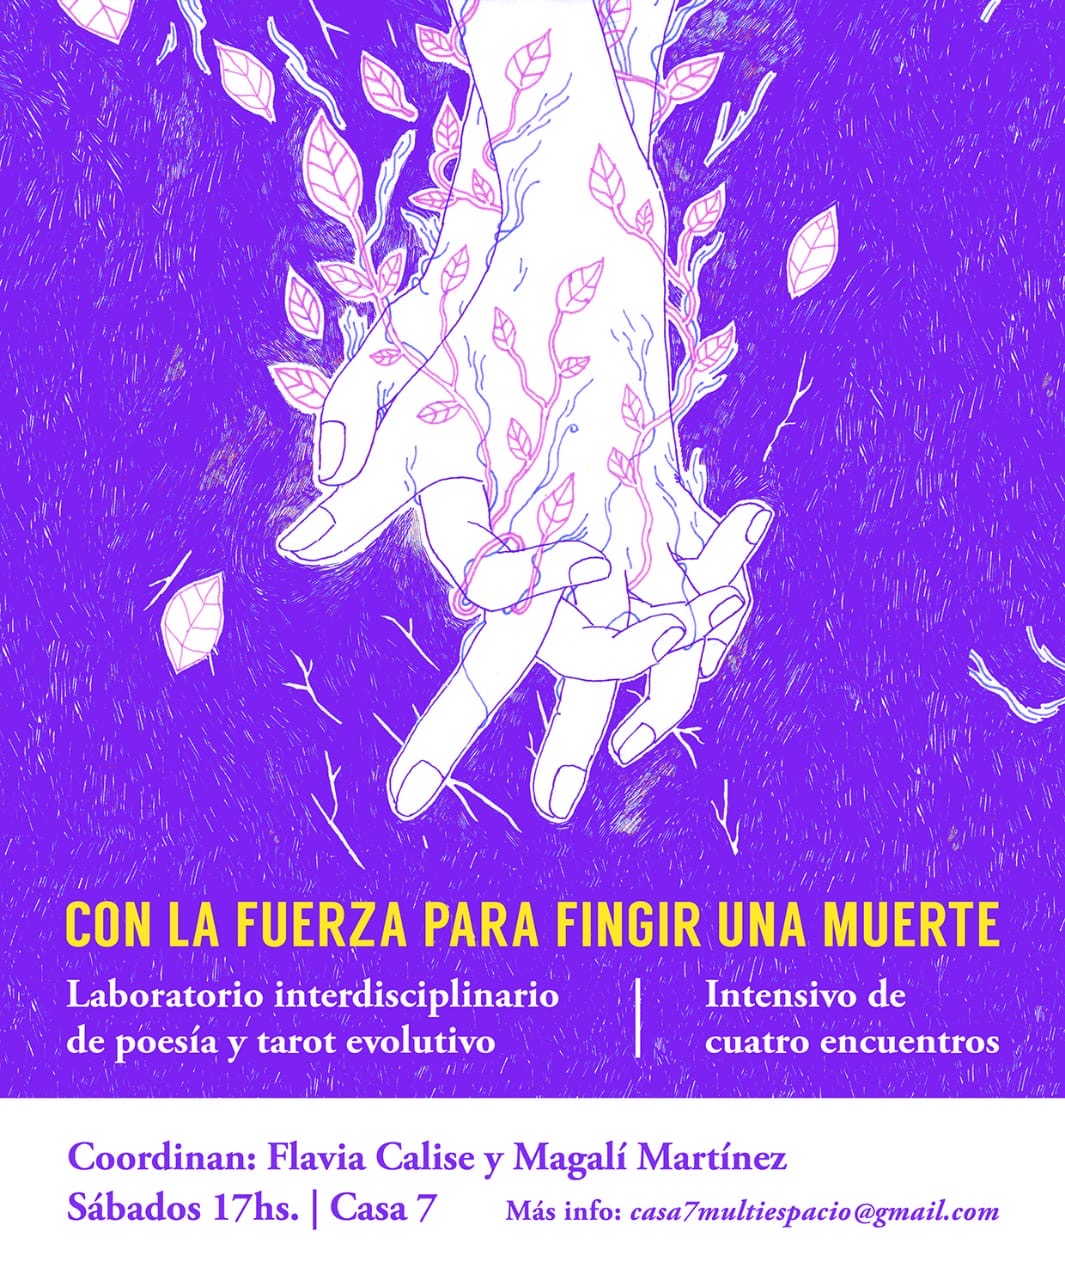 CON LA FUERZA PARA FINGIR UNA MUERTE
Laboratorio interdisciplinario
de poesía y tarot evolutivo
Intensivo de
cuatro encuentros
Coordinan: Flavia Calise y Magalí Martínez
Sábados 17hs. | Casa 7
Más info: casa7multiespacio@gmail.com